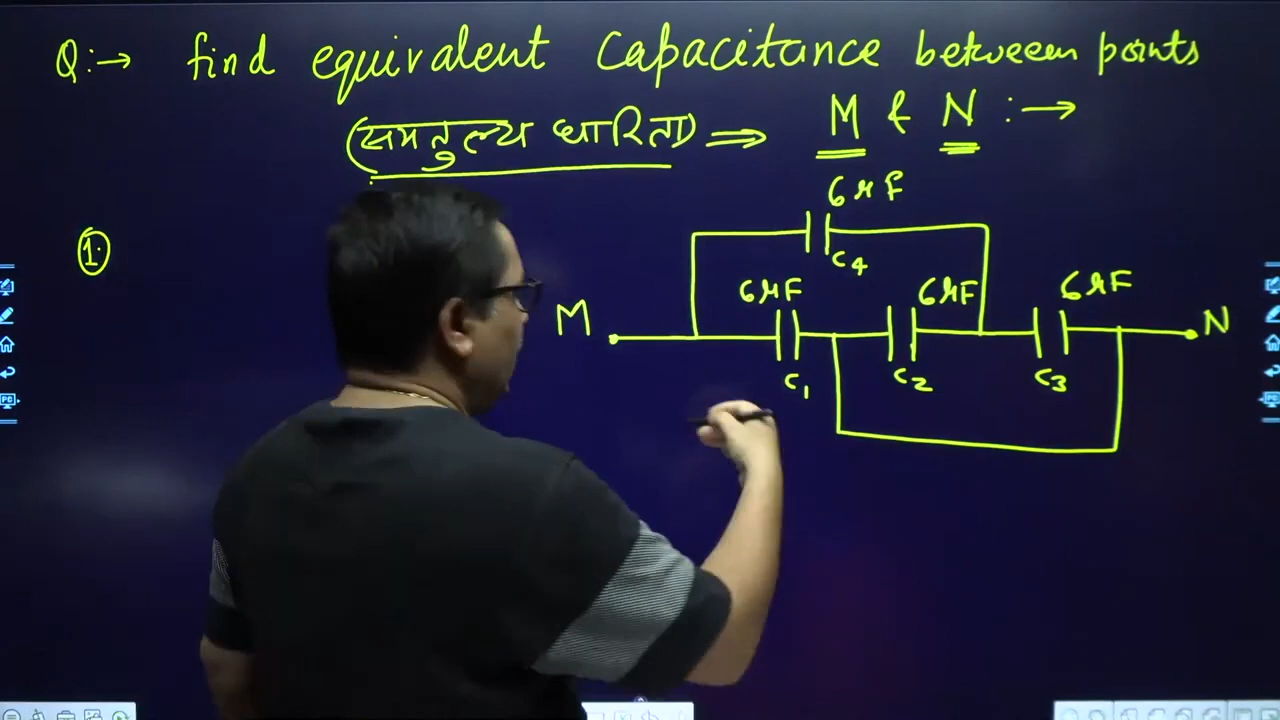 Q:→ find equivalent capacitance between points
(समतुल्य धारिता) ⇒ M & N :→
6μF
1.
C4
6μF 6μF 6μF
M N
C1 C2 C3